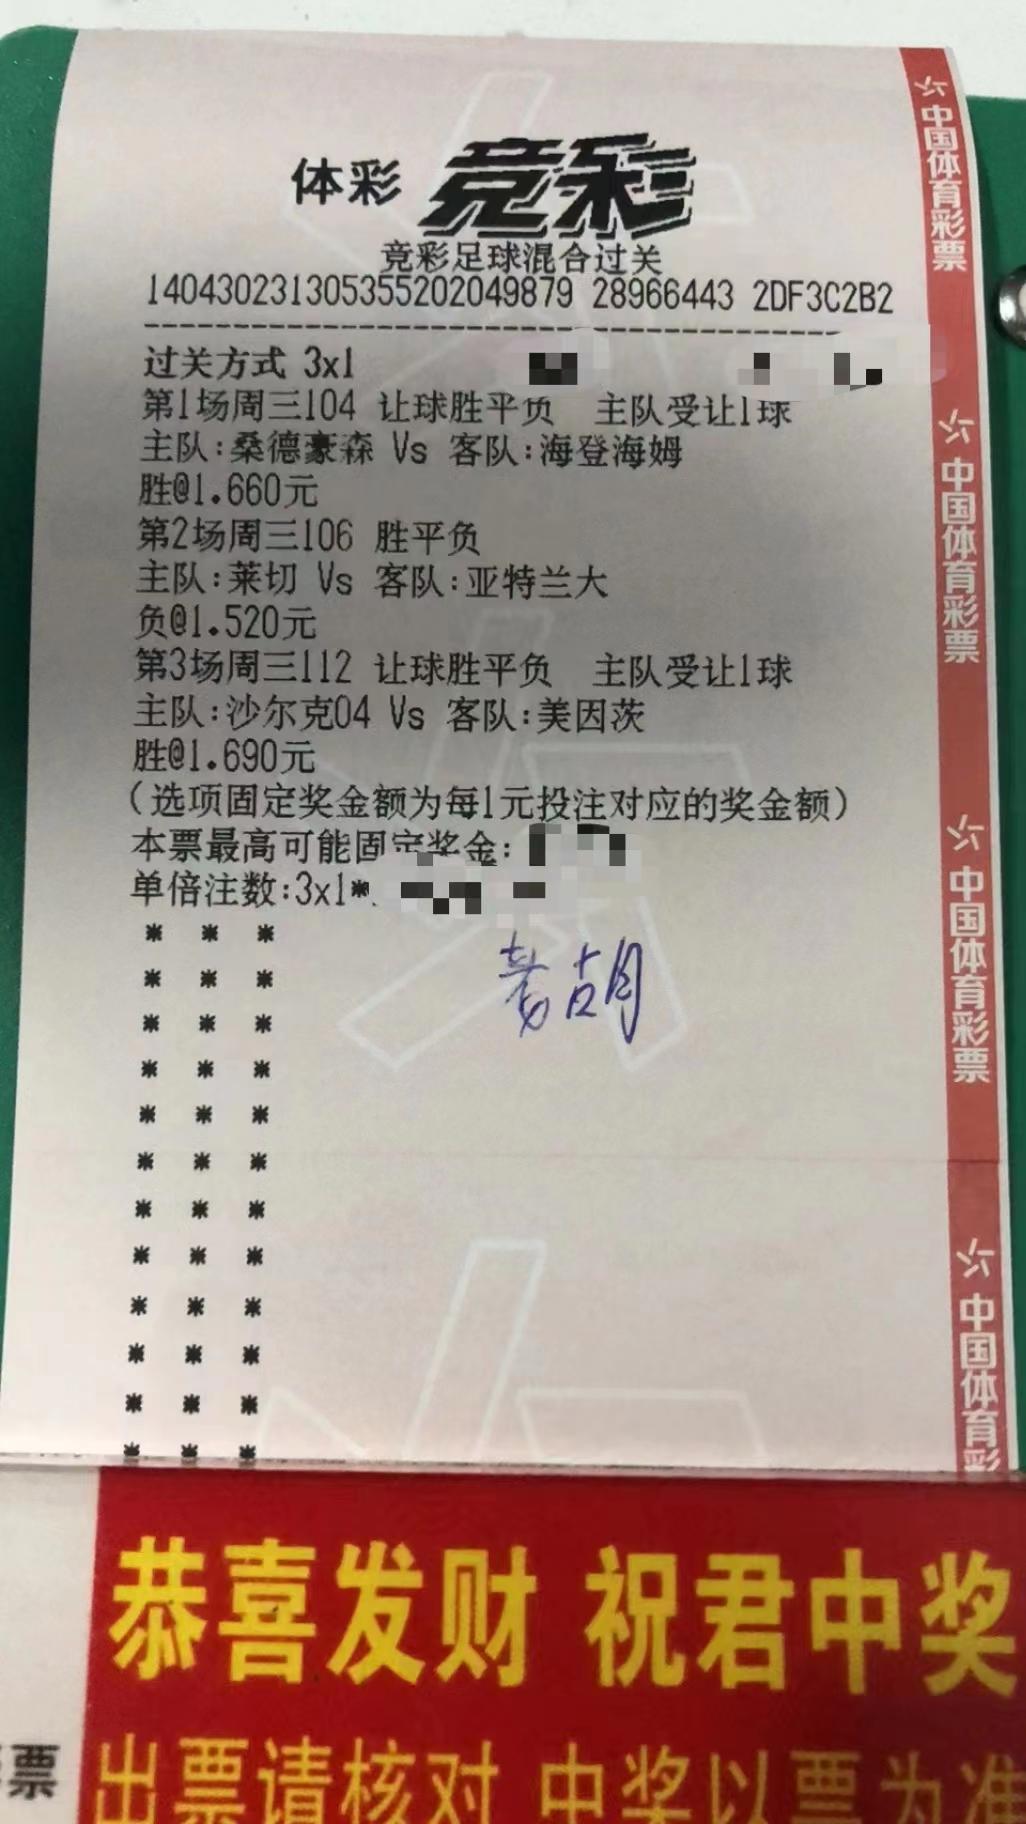 体彩 竞彩
竞彩足球混合过关
140430231305355202049879 28966443 2DF3C2B2
过关方式 3x1
第1场周三104 让球胜平负 主队受让1球
主队:桑德豪森 Vs 客队:海登海姆
胜@1.660元
第2场周三106 胜平负
主队:莱切 Vs 客队:亚特兰大
负@1.520元
第3场周三112 让球胜平负 主队受让1球
主队:沙尔克04 Vs 客队:美因茨
胜@1.690元
(选项固定奖金额为每1元投注对应的奖金额)
本票最高可能固定奖金:
单倍注数:3x1*
* * *
* * *
* * *
* * *
* * *
* * *
* * *
* * *
* * *
* * *
* * *
* * *
胡
中国体育彩票
中国体育彩票
中国体育彩票
中国体育彩
恭喜发财 祝君中奖
票
出票请核对 中奖以票为准